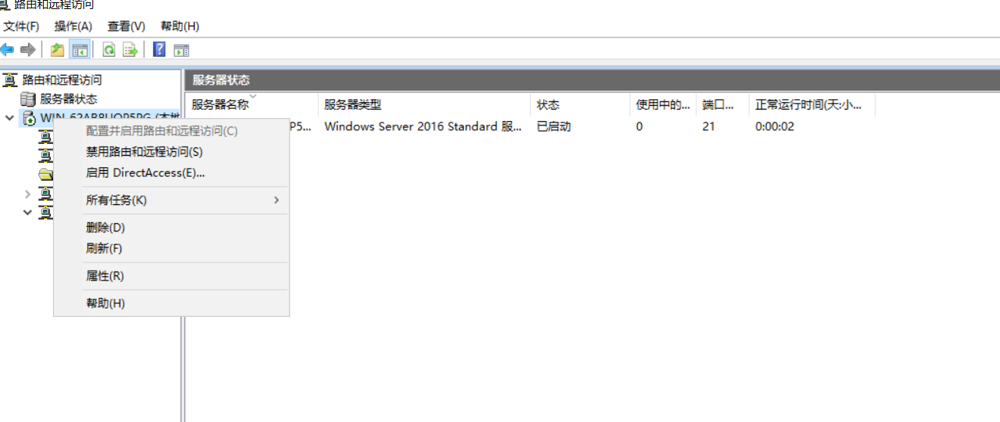 路由和远程访问
文件(F) 操作(A) 查看(V) 帮助(H)
路由和远程访问
服务器状态
服务器状态
服务器名称 服务器类型 状态 使用中的... 端口... 正常运行时间(天:小...
P5... Windows Server 2016 Standard 服... 已启动 0 21 0:00:02
配置并启用路由和远程访问(C)
禁用路由和远程访问(S)
启用 DirectAccess(E)...
所有任务(K)
删除(D)
刷新(F)
属性(R)
帮助(H)